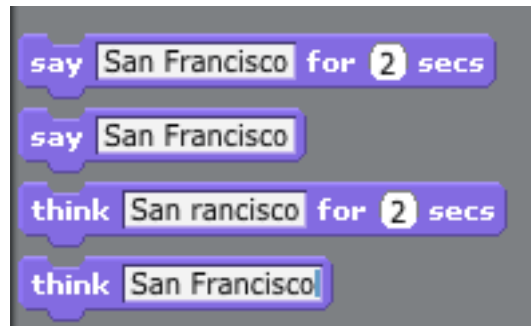 say San Francisco for 2 secs
say San Francisco
think San rancisco for 2 secs
think San Francisco